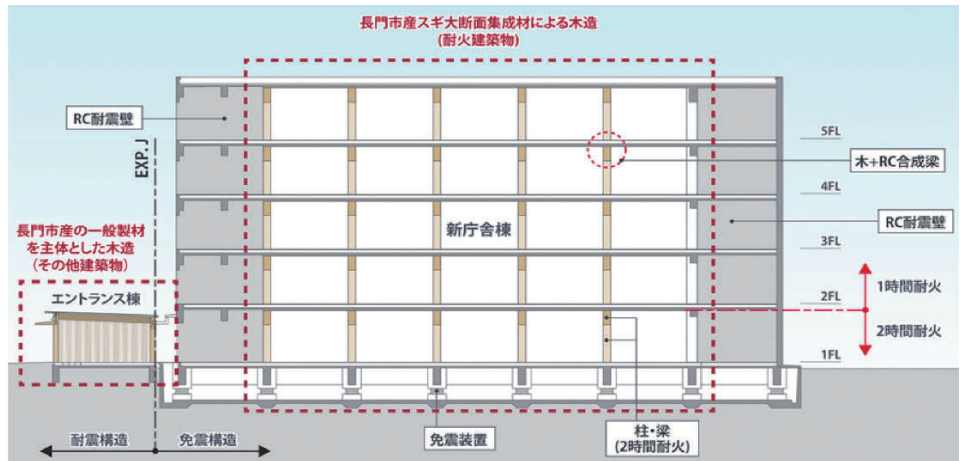 長門市産スギ大断面集成材による木造
(耐火建築物)
RC耐震壁
EXP.J
5FL
木+RC合成梁
4FL
RC耐震壁
長門市産の一般製材
を主体とした木造
(その他建築物)
新庁舎棟
3FL
エントランス棟
1時間耐火
2FL
2時間耐火
1FL
耐震構造
免震構造
免震装置
柱・梁
(2時間耐火)